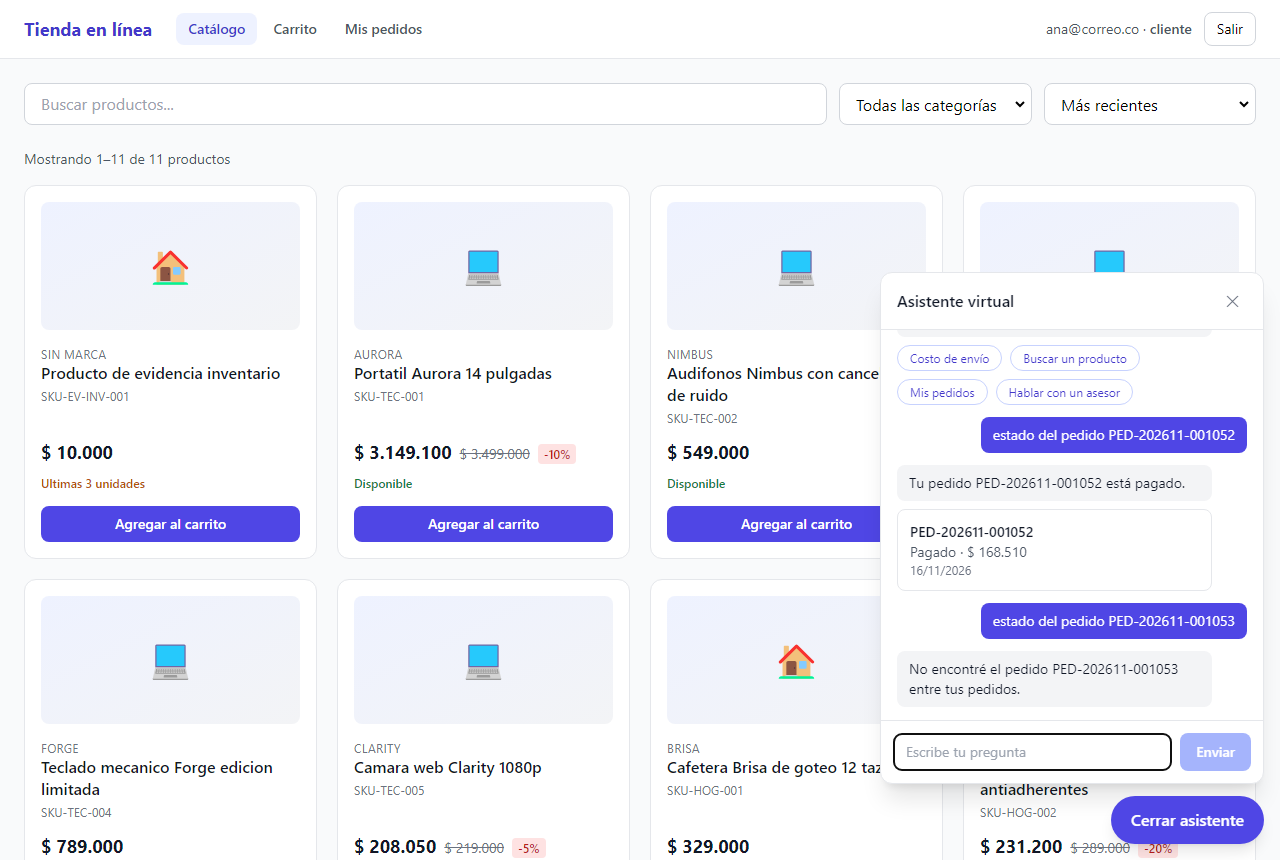 Tienda en línea
Catálogo
Carrito
Mis pedidos
ana@correo.co · cliente
Salir
Buscar productos...
Todas las categorías
Más recientes
Mostrando 1–11 de 11 productos
SIN MARCA
Producto de evidencia inventario
SKU-EV-INV-001
$ 10.000
Ultimas 3 unidades
Agregar al carrito
AURORA
Portatil Aurora 14 pulgadas
SKU-TEC-001
$ 3.149.100 $ 3.499.000 -10%
Disponible
Agregar al carrito
NIMBUS
Audifonos Nimbus con cance
de ruido
SKU-TEC-002
$ 549.000
Disponible
Agregar al carrito
FORGE
Teclado mecanico Forge edicion
limitada
SKU-TEC-004
$ 789.000
CLARITY
Camara web Clarity 1080p
SKU-TEC-005
$ 208.050 $ 219.000 -5%
BRISA
Cafetera Brisa de goteo 12 taz
SKU-HOG-001
$ 329.000
antiadherentes
SKU-HOG-002
$ 231.200 $ 289.000 -20%
Asistente virtual
Costo de envío
Buscar un producto
Mis pedidos
Hablar con un asesor
estado del pedido PED-202611-001052
Tu pedido PED-202611-001052 está pagado.
PED-202611-001052
Pagado · $ 168.510
16/11/2026
estado del pedido PED-202611-001053
No encontré el pedido PED-202611-001053
entre tus pedidos.
Escribe tu pregunta
Enviar
Cerrar asistente